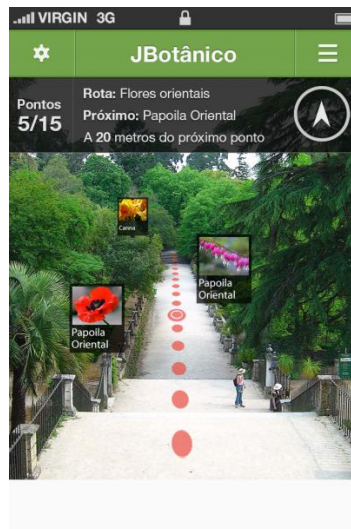 VIRGIN 3G
JBotânico
Pontos
5/15
Rota: Flores orientais
Próximo: Papoila Oriental
A 20 metros do próximo ponto
Canna
Papoila
Oriental
Papoila
Oriental